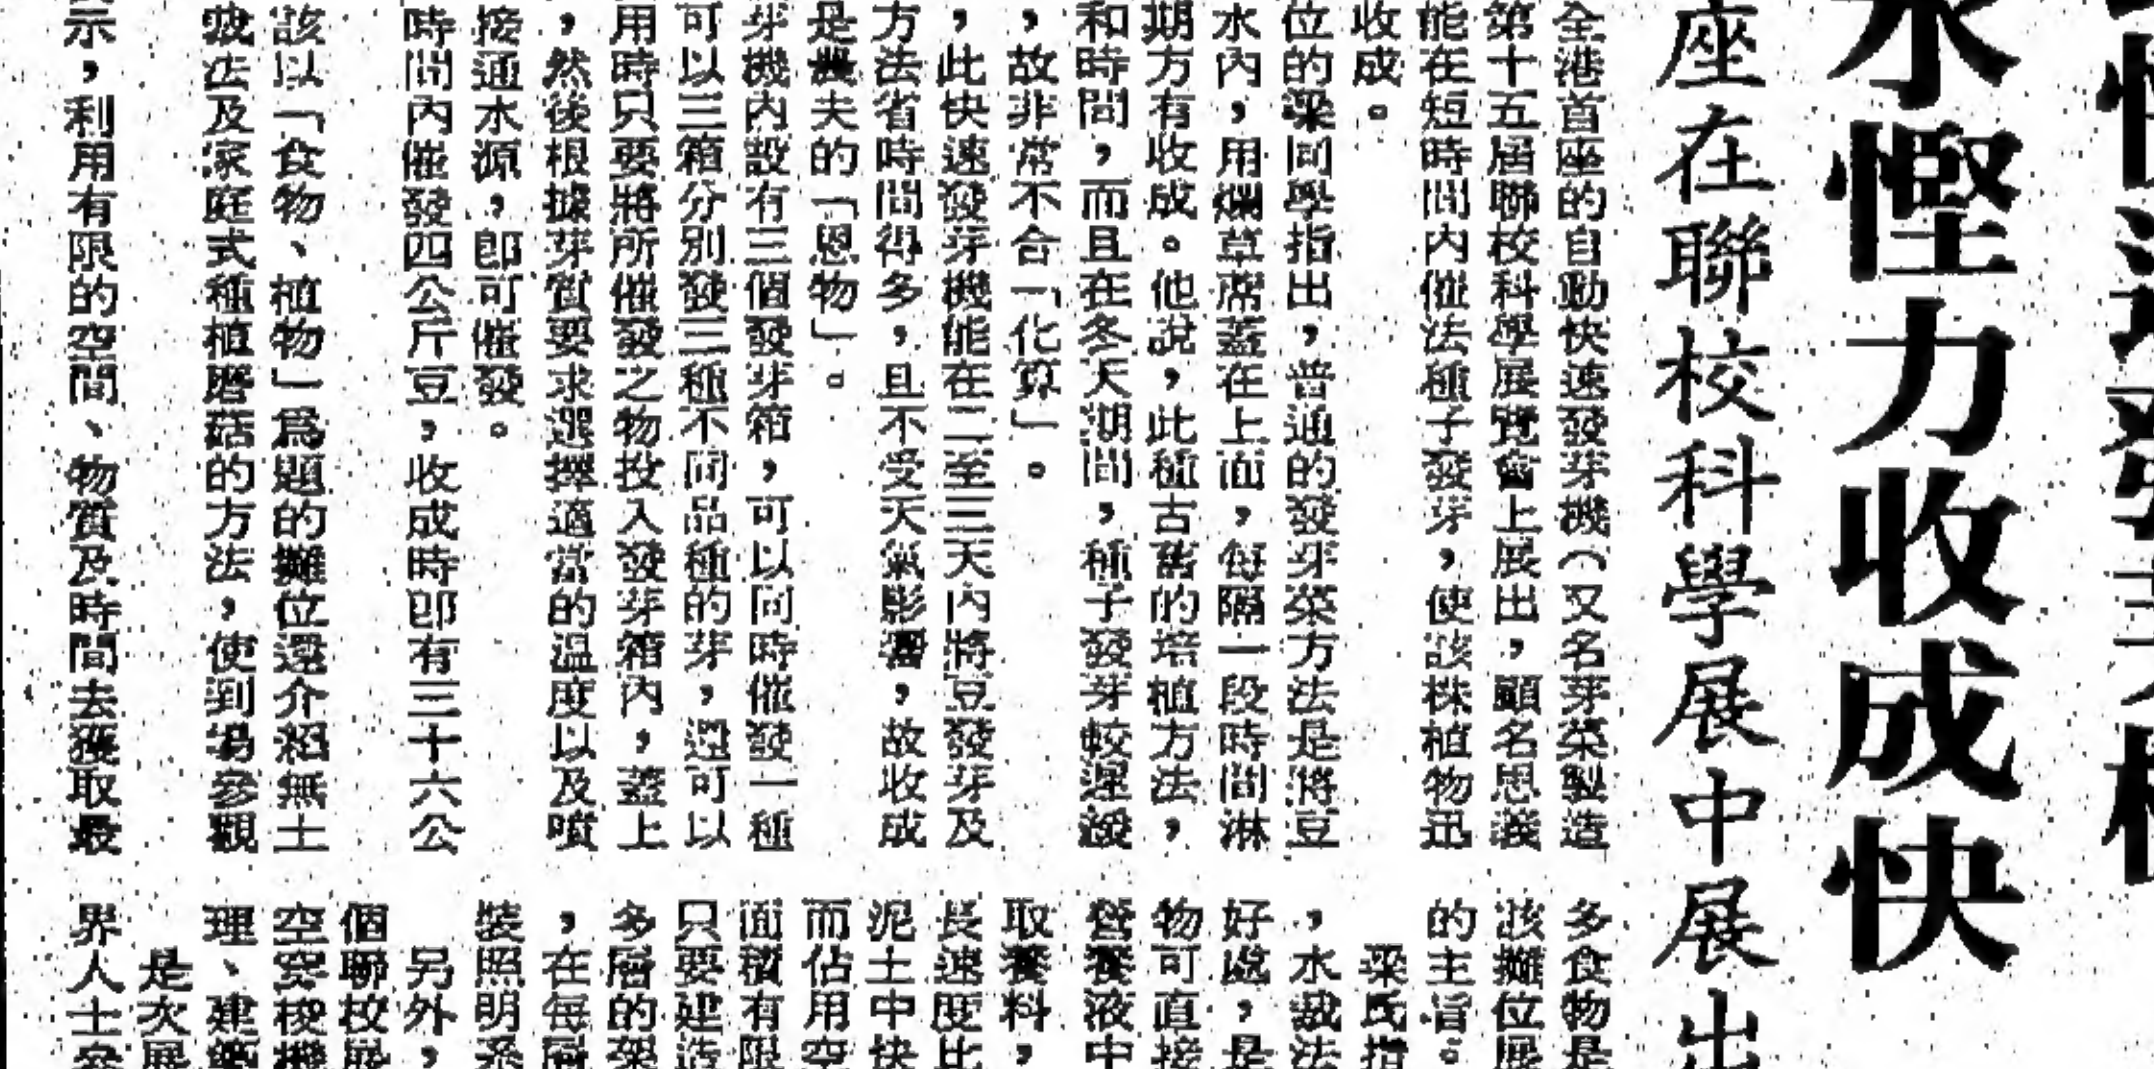 水慳力收成快
座在聯校科學展中展出
全港首座的自動快速發芽機（又名芽菜製造
第十五屆聯校科學展覽會上展出，顧名思義
能在短時間內催法種子發芽，使該株植物迅
收成。
位的梁同學指出，普通的發牙菜方法是將豆
水內，用爛草蓆蓋在上面，每隔一段時間淋
期方有收成。他說，此種古舊的培植方法，
和時間，而且在冬天期間，種子發芽較遲緩
，故非常不合「化算」。
，此快速發芽機能在二至三天內將豆發芽及
方法省時間得多，且不受天氣影響，故收成
是農夫的「恩物」。
芽機內設有三個發芽箱，可以同時催發一種
可以三箱分別發三種不同品種的芽，還可以
用時只要將所催發之物投入發芽箱內，蓋上
，然後根據芽質要求選擇適當的温度以及噴
接通水源，即可催發。
時間內催發四公斤豆，收成時即有三十六公
該以「食物、植物」爲題的攤位還介紹無土
栽法及家庭式種植磨菇的方法，使到場參觀
示，利用有限的空間、物質及時間去獲取最
多食物是
該攤位展
的主旨。
梁氏指
，水栽法
好處，是
物可直接
營養液中
取養料，
長速度比
泥土中快
而佔用空
面積有限
只要建造
多層的架
，在每層
裝照明系
另外，
個聯校展
空穿梭機
理、建築
是次展
界人士參